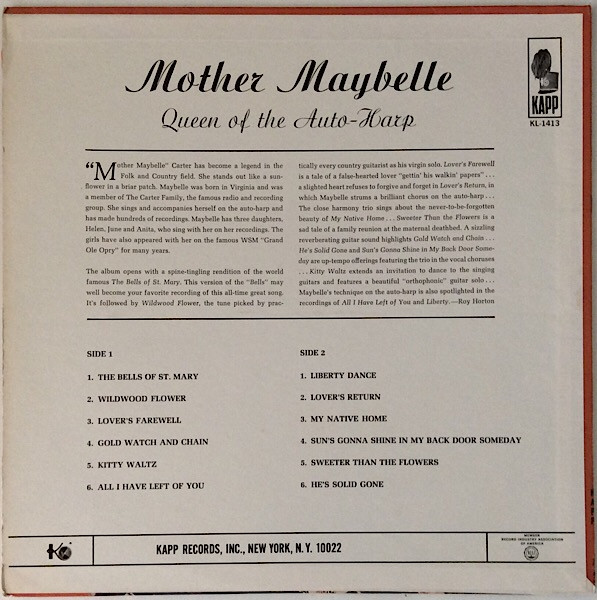 Mother Maybelle
Queen of the Auto-Harp
KAPP
KL-1413
“Mother Maybelle” Carter has become a legend in the
Folk and Country field. She stands out like a sun-
flower in a briar patch. Maybelle was born in Virginia and was
a member of The Carter Family, the famous radio and recording
group. She sings and accompanies herself on the auto-harp and
has made hundreds of recordings. Maybelle has three daughters,
Helen, June and Anita, who sing with her on her recordings. The
girls have also appeared with her on the famous WSM “Grand
Ole Opry” for many years.
The album opens with a spine-tingling rendition of the world
famous The Bells of St. Mary. This version of the “Bells” may
well become your favorite recording of this all-time great song.
It’s followed by Wildwood Flower, the tune picked by prac-
tically every country guitarist as his virgin solo. Lover’s Farewell
is a tale of a false-hearted lover “gettin’ his walkin’ papers” . . .
a slighted heart refuses to forgive and forget in Lover’s Return, in
which Maybelle strums a brilliant chorus on the auto-harp . . .
The close harmony trio sings about the never-to-be-forgotten
beauty of My Native Home . . . Sweeter Than the Flowers is a
sad tale of a family reunion at the maternal deathbed. A sizzling
reverbersting guitar sound highlights Gold Watch and Chain . . .
He’s Solid Gone and Sun’s Gonna Shine in My Back Door Some-
day are up-tempo offerings featuring the trio in the vocal choruses
. . . Kitty Waltz extends an invitation to dance to the singing
guitars and features a beautiful “orthophonic” guitar solo . . .
Maybelle’s technique on the auto-harp is also spotlighted in the
recordings of All I Have Left of You and Liberty.—Roy Horton
SIDE 1
1. THE BELLS OF ST. MARY
2. WILDWOOD FLOWER
3. LOVER’S FAREWELL
4. GOLD WATCH AND CHAIN
5. KITTY WALTZ
6. ALL I HAVE LEFT OF YOU
SIDE 2
1. LIBERTY DANCE
2. LOVER’S RETURN
3. MY NATIVE HOME
4. SUN’S GONNA SHINE IN MY BACK DOOR SOMEDAY
5. SWEETER THAN THE FLOWERS
6. HE’S SOLID GONE
KAPP RECORDS, INC., NEW YORK, N.Y. 10022
MEMBER
RECORD INDUSTRY ASSOCIATION
OF AMERICA